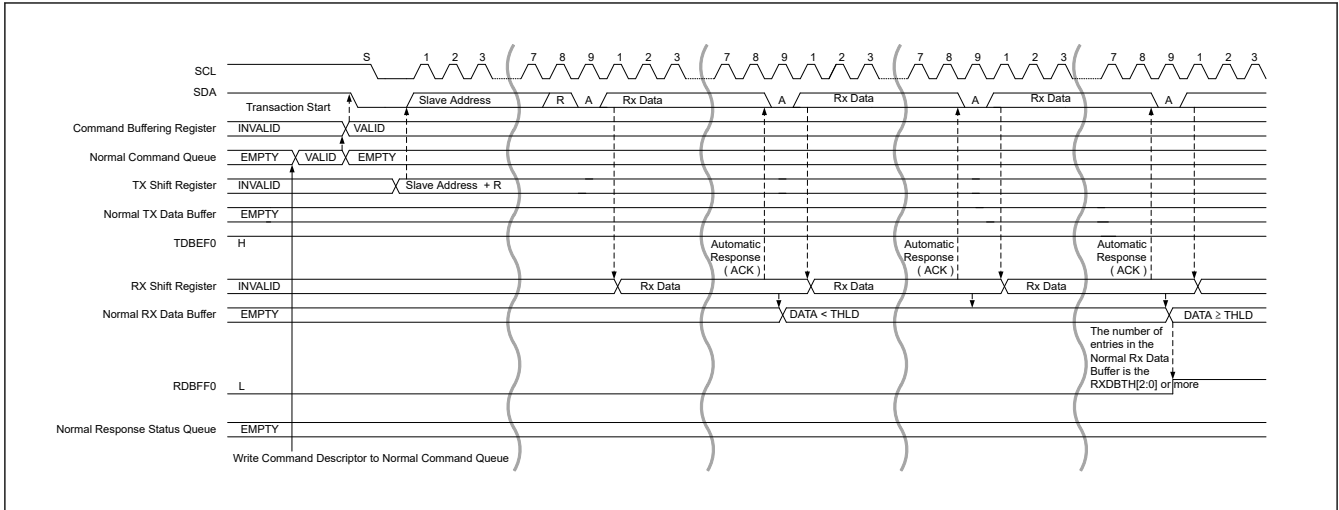 S 1 2 3 7 8 9 1 2 3 7 8 9 1 2 3 7 8 9 1 2 3 7 8 9 1 2 3
SCL
SDA
Transaction Start
Slave Address R A Rx Data A Rx Data A Rx Data A
Command Buffering Register INVALID VALID
Normal Command Queue EMPTY VALID EMPTY
TX Shift Register INVALID Slave Address + R
Normal TX Data Buffer EMPTY
TDBEF0 H
Automatic
Response
( ACK )
Automatic
Response
( ACK )
Automatic
Response
( ACK )
RX Shift Register INVALID Rx Data Rx Data Rx Data
Normal RX Data Buffer EMPTY DATA < THLD DATA ≥ THLD
The number of
entries in the
Normal Rx Data
Buffer is the
RXDBTH[2:0] or more
RDBFF0 L
Normal Response Status Queue EMPTY
Write Command Descriptor to Normal Command Queue